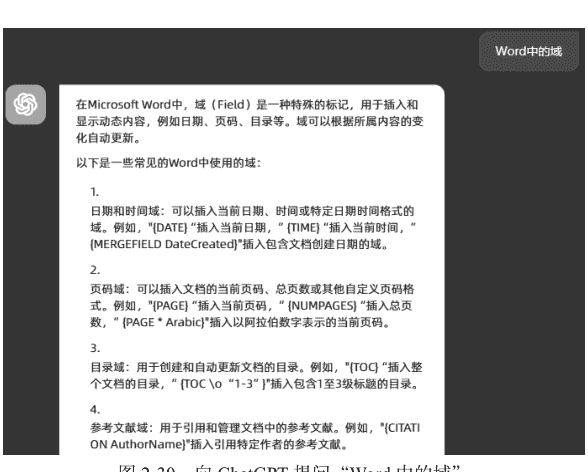 Word中的域
在Microsoft Word中，域（Field）是一种特殊的标记，用于插入和
显示动态内容，例如日期、页码、目录等。域可以根据所属内容的变
化自动更新。
以下是一些常见的Word中使用的域：
1.
日期和时间域：可以插入当前日期、时间或特定日期时间格式的
域。例如，"{DATE} “插入当前日期，“ {TIME} “插入当前时间，“
{MERGEFIELD DateCreated}"插入包含文档创建日期的域。
2.
页码域：可以插入文档的当前页码、总页数或其他自定义页码格
式。例如，"{PAGE} “插入当前页码，“ {NUMPAGES} “插入总页
数，“ {PAGE * Arabic}"插入以阿拉伯数字表示的当前页码。
3.
目录域：用于创建和自动更新文档的目录。例如，"{TOC} “插入整
个文档的目录，“ {TOC \o “1-3” }"插入包含1至3级标题的目录。
4.
参考文献域：用于引用和管理文档中的参考文献。例如，"{CITATI
ON AuthorName}"插入引用特定作者的参考文献。
图 2-30 向 ChatGPT 提问“Word 中的域”